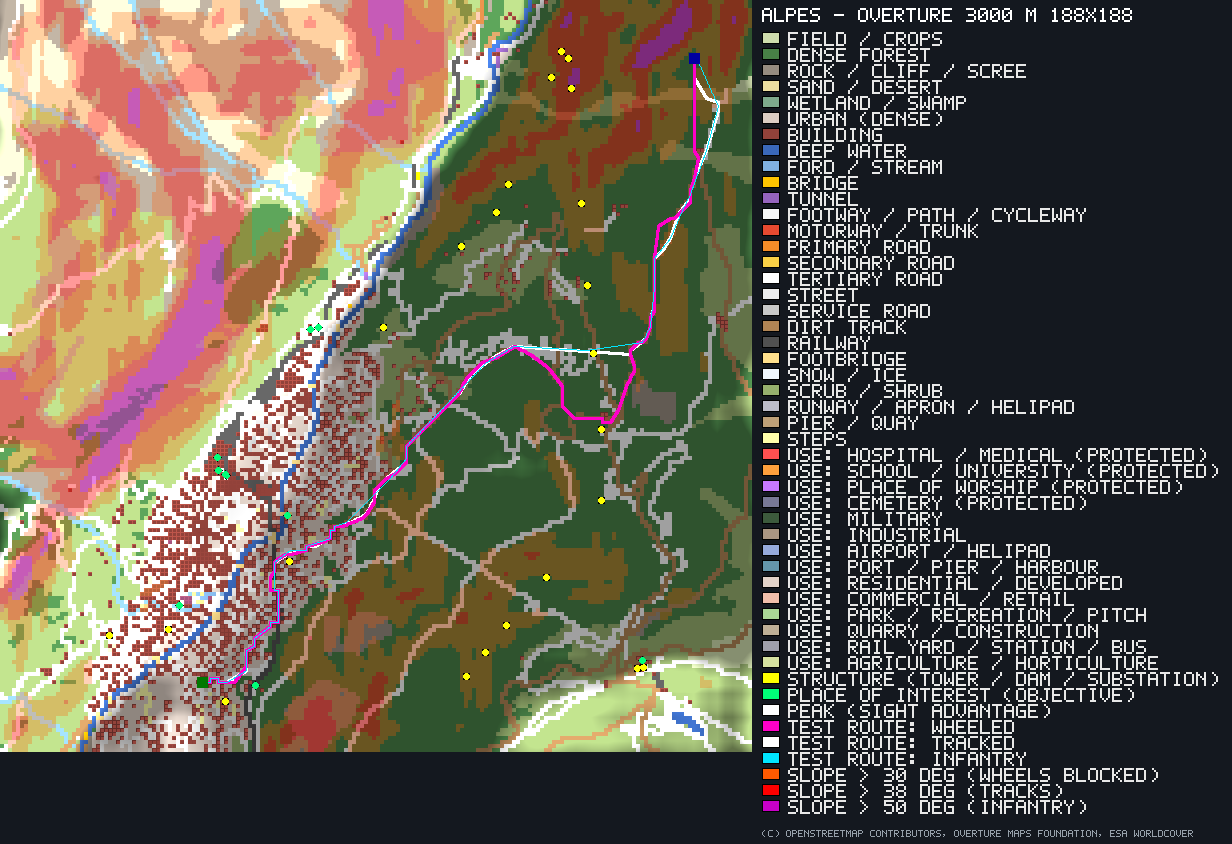 ALPES - OVERTURE 3000 M 188X188
FIELD / CROPS
DENSE FOREST
ROCK / CLIFF / SCREE
SAND / DESERT
WETLAND / SWAMP
URBAN (DENSE)
BUILDING
DEEP WATER
FORD / STREAM
BRIDGE
TUNNEL
FOOTWAY / PATH / CYCLEWAY
MOTORWAY / TRUNK
PRIMARY ROAD
SECONDARY ROAD
TERTIARY ROAD
STREET
SERVICE ROAD
DIRT TRACK
RAILWAY
FOOTBRIDGE
SNOW / ICE
SCRUB / SHRUB
RUNWAY / APRON / HELIPAD
PIER / QUAY
STEPS
USE: HOSPITAL / MEDICAL (PROTECTED)
USE: SCHOOL / UNIVERSITY (PROTECTED)
USE: PLACE OF WORSHIP (PROTECTED)
USE: CEMETERY (PROTECTED)
USE: MILITARY
USE: INDUSTRIAL
USE: AIRPORT / HELIPAD
USE: PORT / PIER / HARBOUR
USE: RESIDENTIAL / DEVELOPED
USE: COMMERCIAL / RETAIL
USE: PARK / RECREATION / PITCH
USE: QUARRY / CONSTRUCTION
USE: RAIL YARD / STATION / BUS
USE: AGRICULTURE / HORTICULTURE
STRUCTURE (TOWER / DAM / SUBSTATION)
PLACE OF INTEREST (OBJECTIVE)
PEAK (SIGHT ADVANTAGE)
TEST ROUTE: WHEELED
TEST ROUTE: TRACKED
TEST ROUTE: INFANTRY
SLOPE > 30 DEG (WHEELS BLOCKED)
SLOPE > 38 DEG (TRACKS)
SLOPE > 50 DEG (INFANTRY)
(C) OPENSTREETMAP CONTRIBUTORS, OVERTURE MAPS FOUNDATION, ESA WORLDCOVER